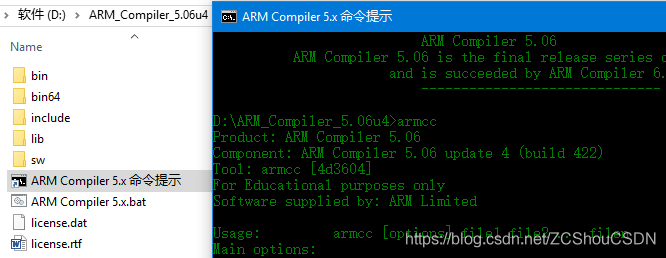 软件 (D:) › ARM_Compiler_5.06u4 ›
名称
bin
bin64
include
lib
sw
ARM Compiler 5.x 命令提示
ARM Compiler 5.x.bat
license.dat
license.rtf
ARM Compiler 5.x 命令提示
ARM Compiler 5.06
ARM Compiler 5.06 is the final release series o
and is succeeded by ARM Compiler 6.
------------------------------
D:\ARM_Compiler_5.06u4>armcc
Product: ARM Compiler 5.06
Component: ARM Compiler 5.06 update 4 (build 422)
Tool: armcc [4d3604]
For Educational purposes only
Software supplied by: ARM Limited
Usage: armcc [options] file1 file2 ... filen
Main options:
https://blog.csdn.net/ZCShouCSDN